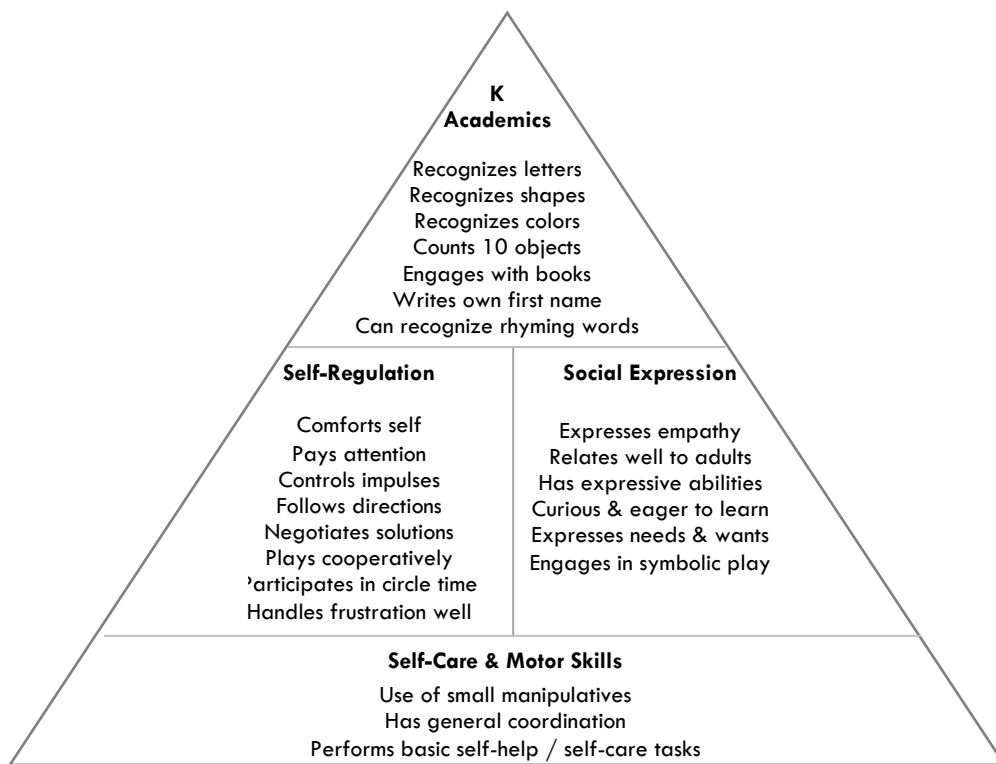 K
Academics
Recognizes letters
Recognizes shapes
Recognizes colors
Counts 10 objects
Engages with books
Writes own first name
Can recognize rhyming words
Self-Regulation
Comforts self
Pays attention
Controls impulses
Follows directions
Negotiates solutions
Plays cooperatively
Participates in circle time
Handles frustration well
Social Expression
Expresses empathy
Relates well to adults
Has expressive abilities
Curious & eager to learn
Expresses needs & wants
Engages in symbolic play
Self-Care & Motor Skills
Use of small manipulatives
Has general coordination
Performs basic self-help / self-care tasks